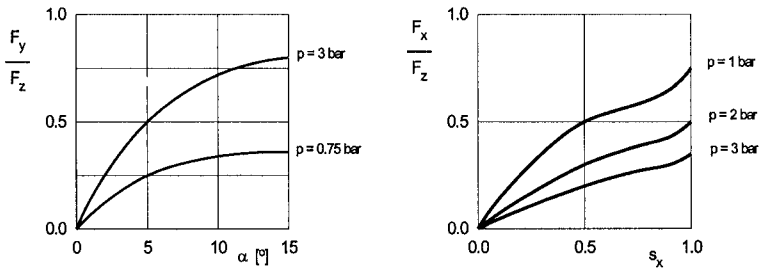 F_y
F_z
1.0
0.5
0.0
0
5
10
15
α [º]
p = 3 bar
p = 0.75 bar
F_x
F_z
1.0
0.5
0.0
0.0
0.5
1.0
s_x
p = 1 bar
p = 2 bar
p = 3 bar